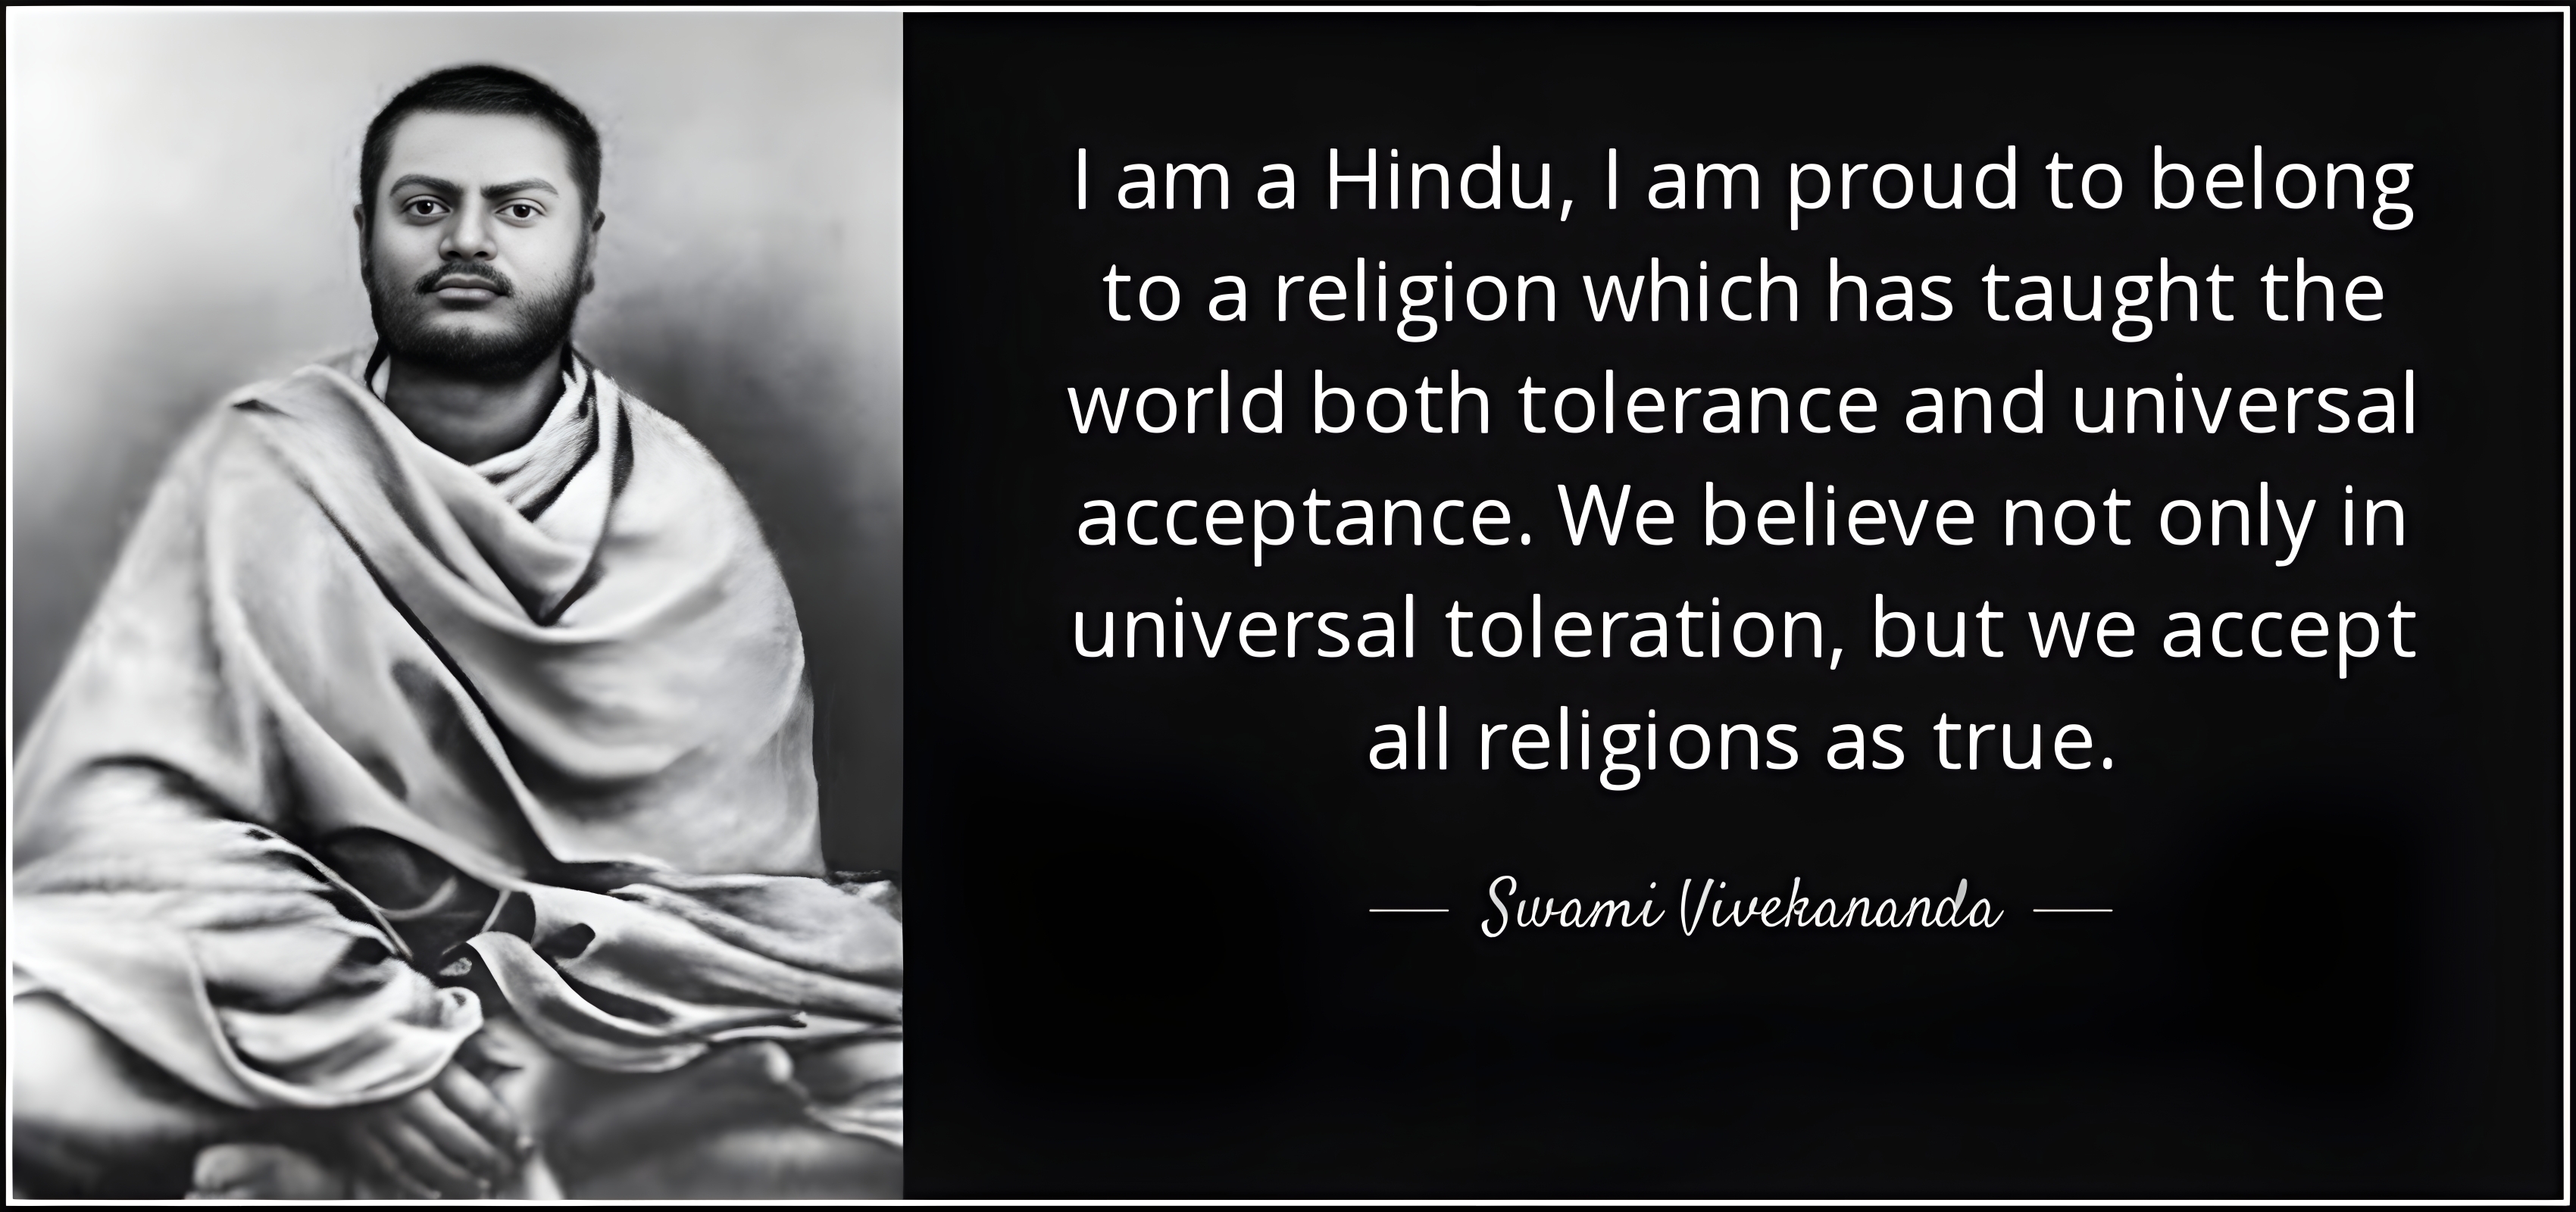 I am a Hindu, I am proud to belong
to a religion which has taught the
world both tolerance and universal
acceptance. We believe not only in
universal toleration, but we accept
all religions as true.
Swami Vivekananda